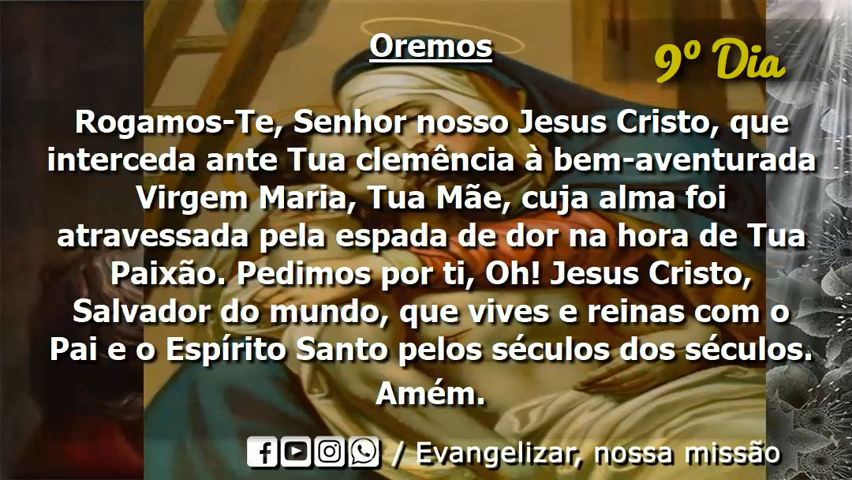 Oremos
9º Dia
Rogamos-Te, Senhor nosso Jesus Cristo, que
interceda ante Tua clemência à bem-aventurada
Virgem Maria, Tua Mãe, cuja alma foi
atravessada pela espada de dor na hora de Tua
Paixão. Pedimos por ti, Oh! Jesus Cristo,
Salvador do mundo, que vives e reinas com o
Pai e o Espírito Santo pelos séculos dos séculos.
Amém.
/ Evangelizar, nossa missão